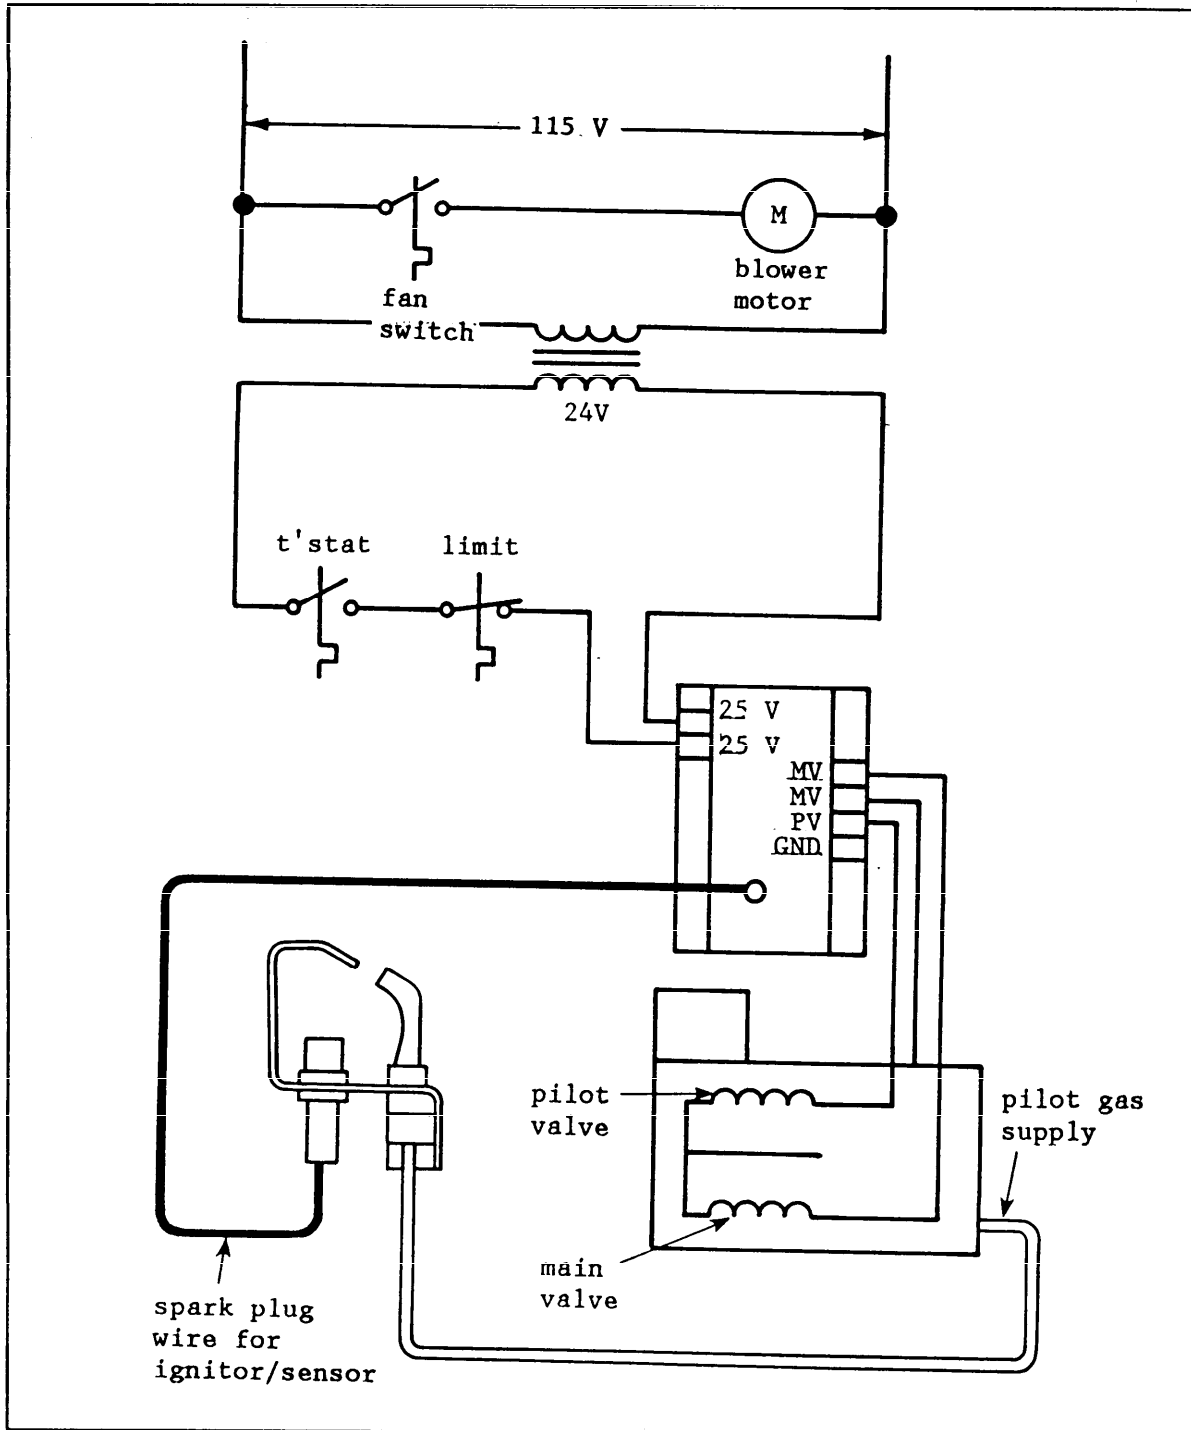 115 V
M
blower
motor
fan
switch
24V
t'stat
limit
25 V
25 V
MV
MV
PV
GND
pilot
valve
pilot gas
supply
main
valve
spark plug
wire for
ignitor/sensor